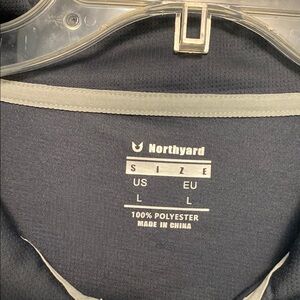 Northyard
SIZE
US EU
L L
100% POLYESTER
MADE IN CHINA